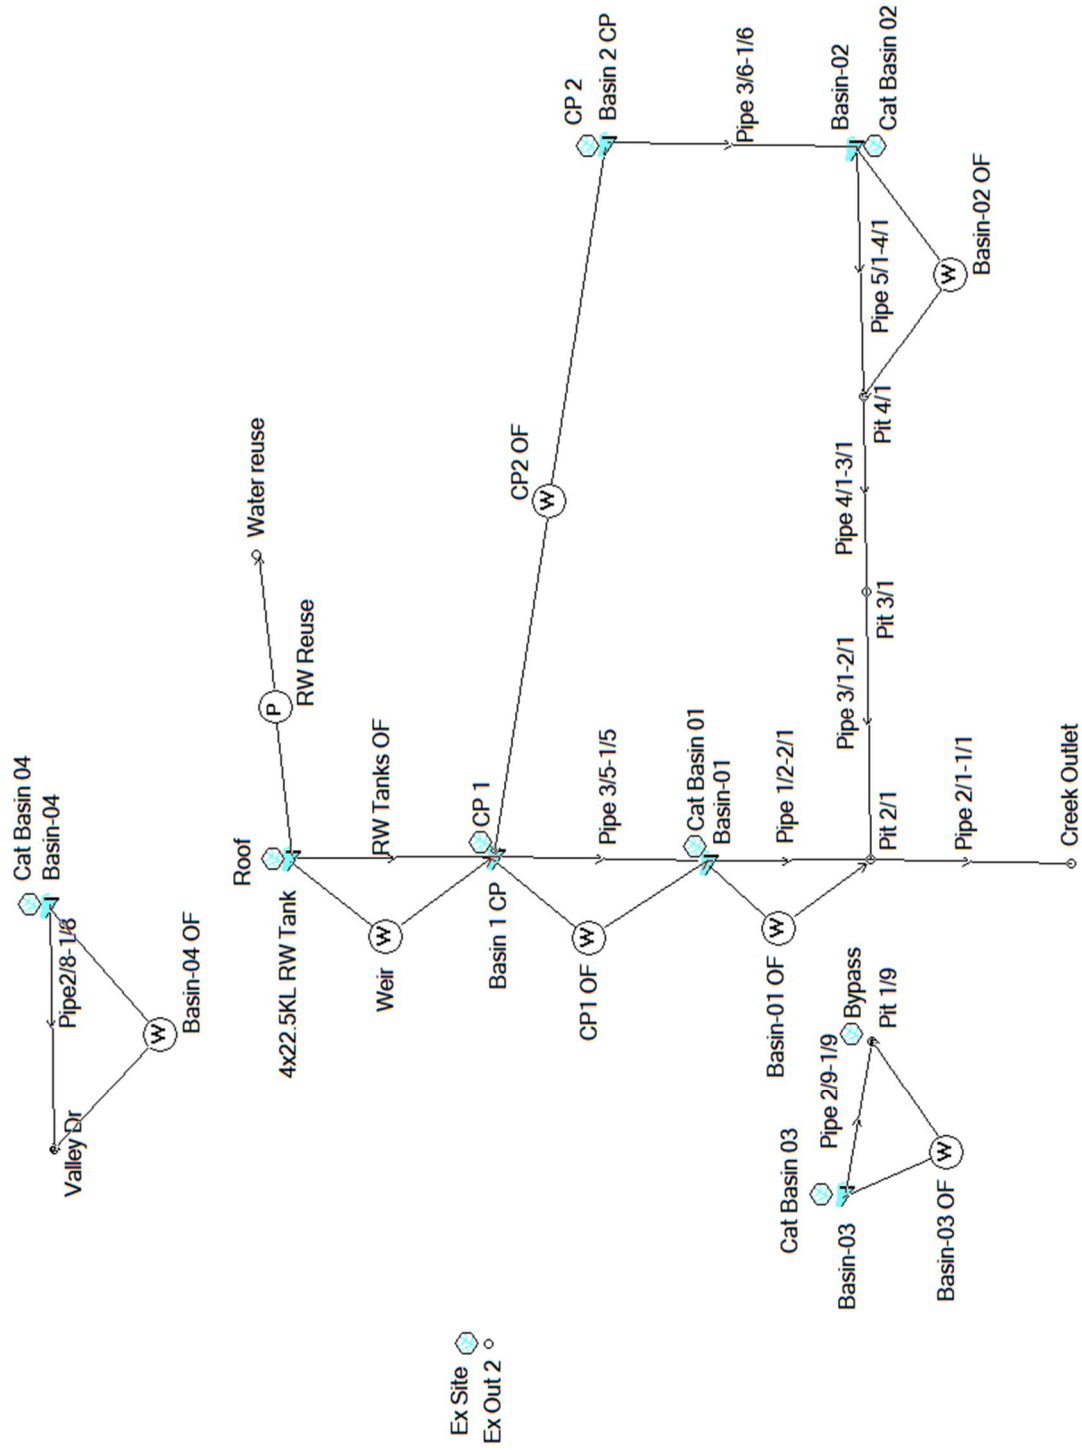 Cat Basin 04
Basin-04
Pipe2/8-1/8
Valley Dr
Basin-04 OF
Water reuse
RW Reuse
Roof
4x22.5KL RW Tank
RW Tanks OF
Weir
CP 2
Basin 2 CP
CP2 OF
CP 1
Basin 1 CP
Pipe 3/5-1/5
CP1 OF
Cat Basin 01
Basin-01
Pipe 3/6-1/6
Basin-02
Cat Basin 02
Pipe 5/1-4/1
Basin-02 OF
Pit 4/1
Pipe 4/1-3/1
Pit 3/1
Pipe 3/1-2/1
Pipe 1/2-2/1
Pit 2/1
Basin-01 OF
Pipe 2/1-1/1
Creek Outlet
Bypass
Pit 1/9
Pipe 2/9-1/9
Cat Basin 03
Basin-03
Basin-03 OF
Ex Site
Ex Out 2
P
W
W
W
W
W
W
W